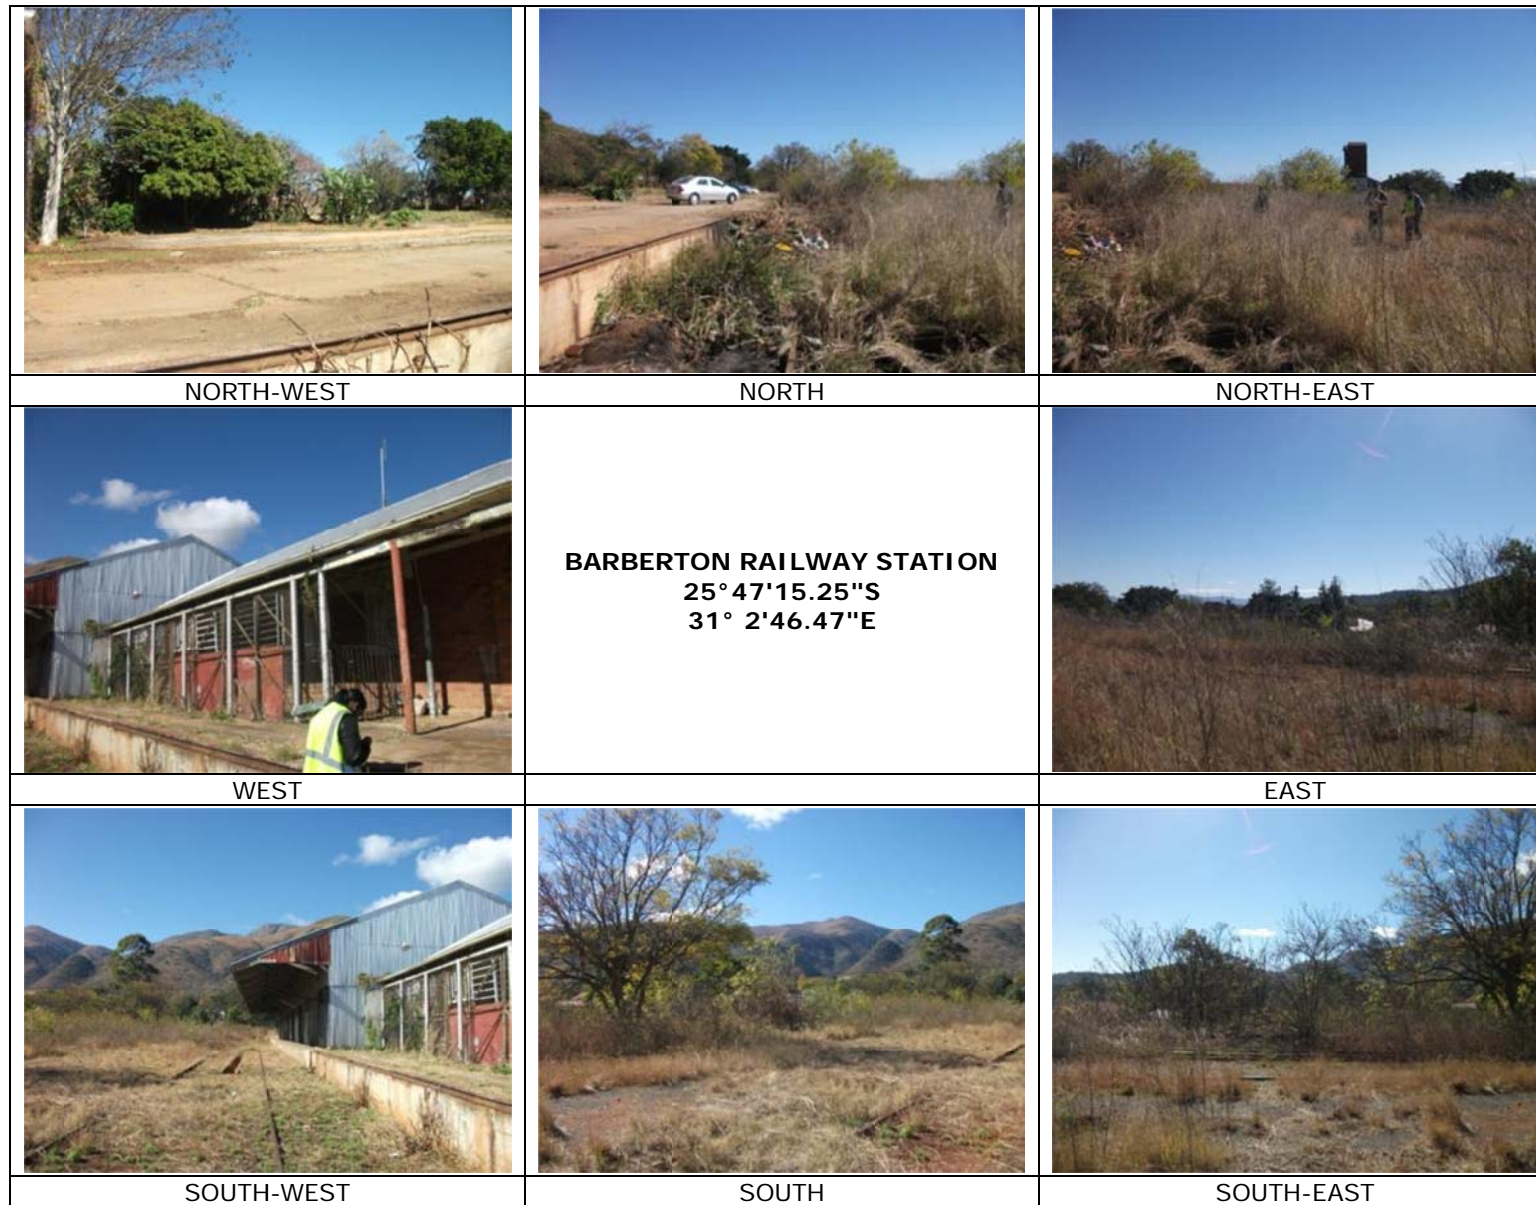 NORTH-WEST
NORTH
NORTH-EAST
BARBERTON RAILWAY STATION
25°47'15.25"S
31° 2'46.47"E
WEST
EAST
SOUTH-WEST
SOUTH
SOUTH-EAST